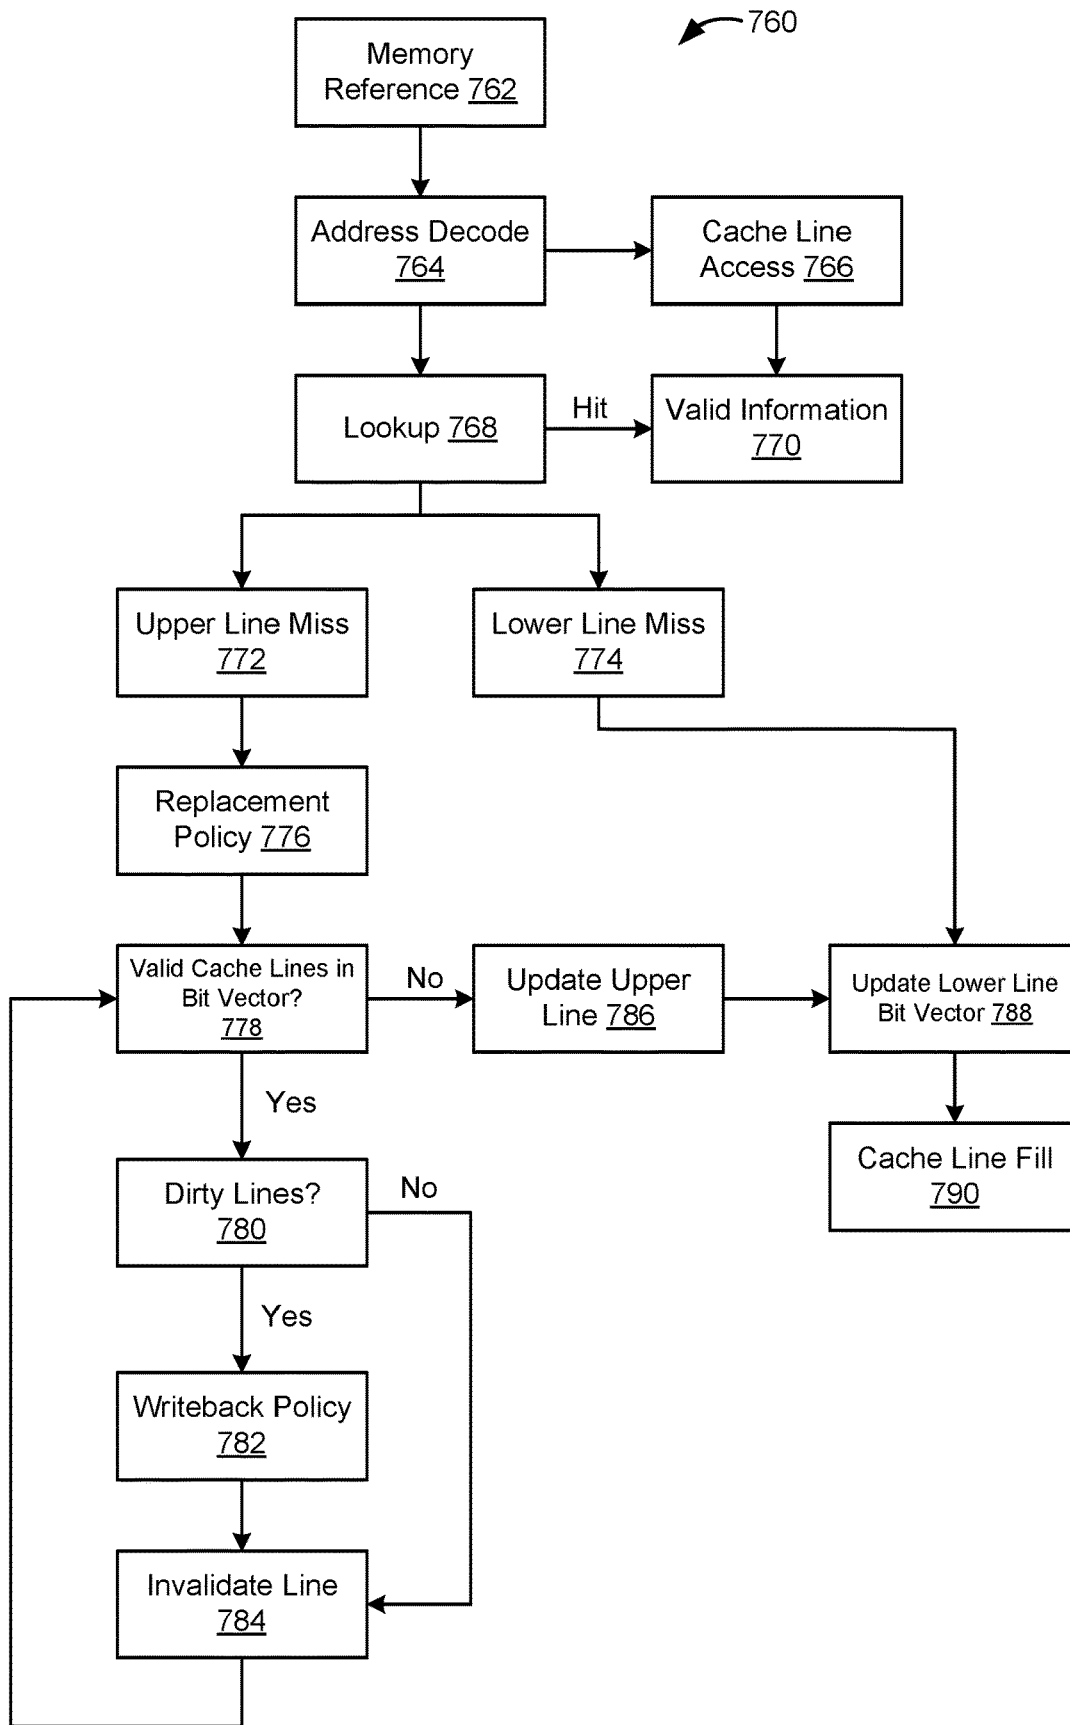 760
Memory
Reference 762
Address Decode
764
Cache Line
Access 766
Lookup 768
Hit
Valid Information
770
Upper Line Miss
772
Lower Line Miss
774
Replacement
Policy 776
Valid Cache Lines in
Bit Vector?
778
No
Update Upper
Line 786
Update Lower Line
Bit Vector 788
Yes
Cache Line Fill
790
Dirty Lines?
780
No
Yes
Writeback Policy
782
Invalidate Line
784